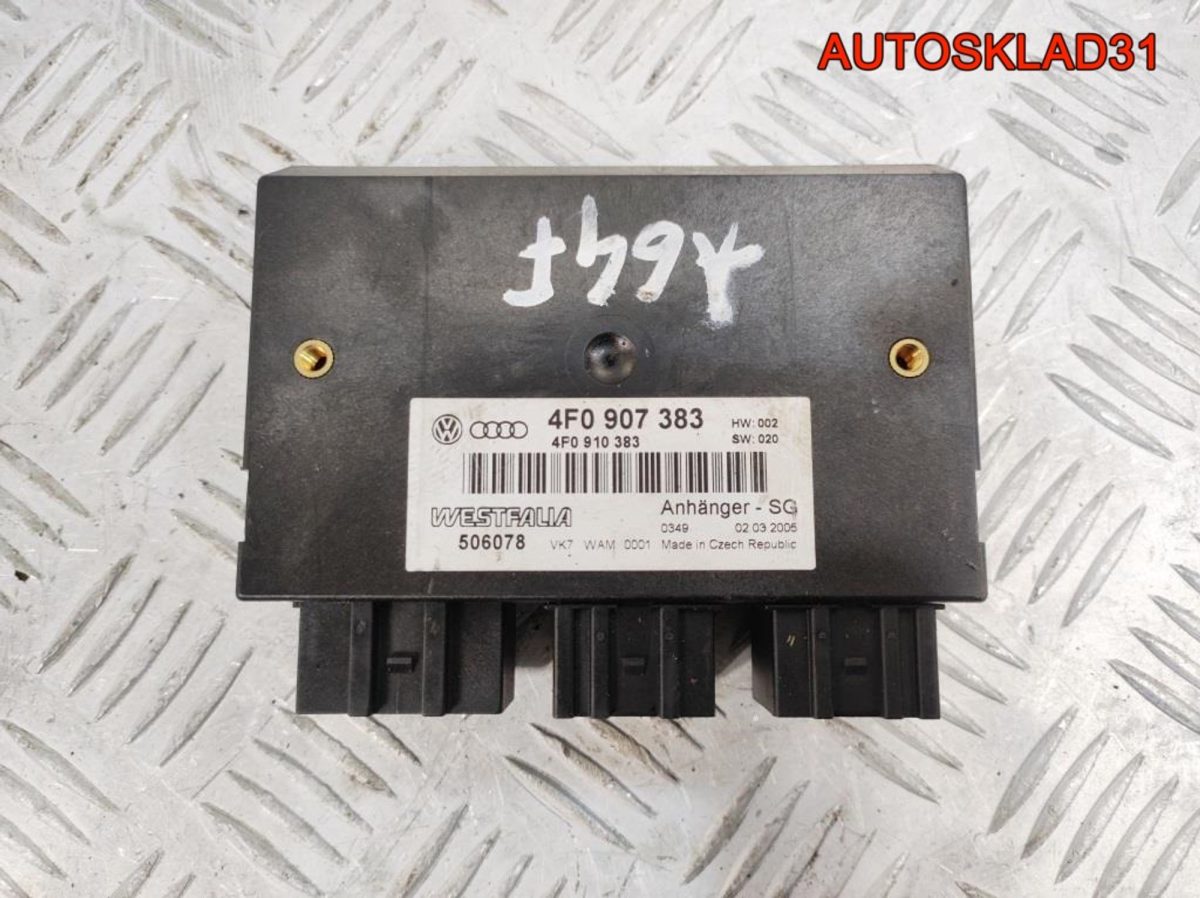 AUTOSKLAD31
A64F
4F0 907 383
HW: 002
4F0 910 383
SW: 020
WESTFALIA
Anhänger - SG
0349 02.03.2005
506078 VK7 WAM 0001 Made in Czech Republic